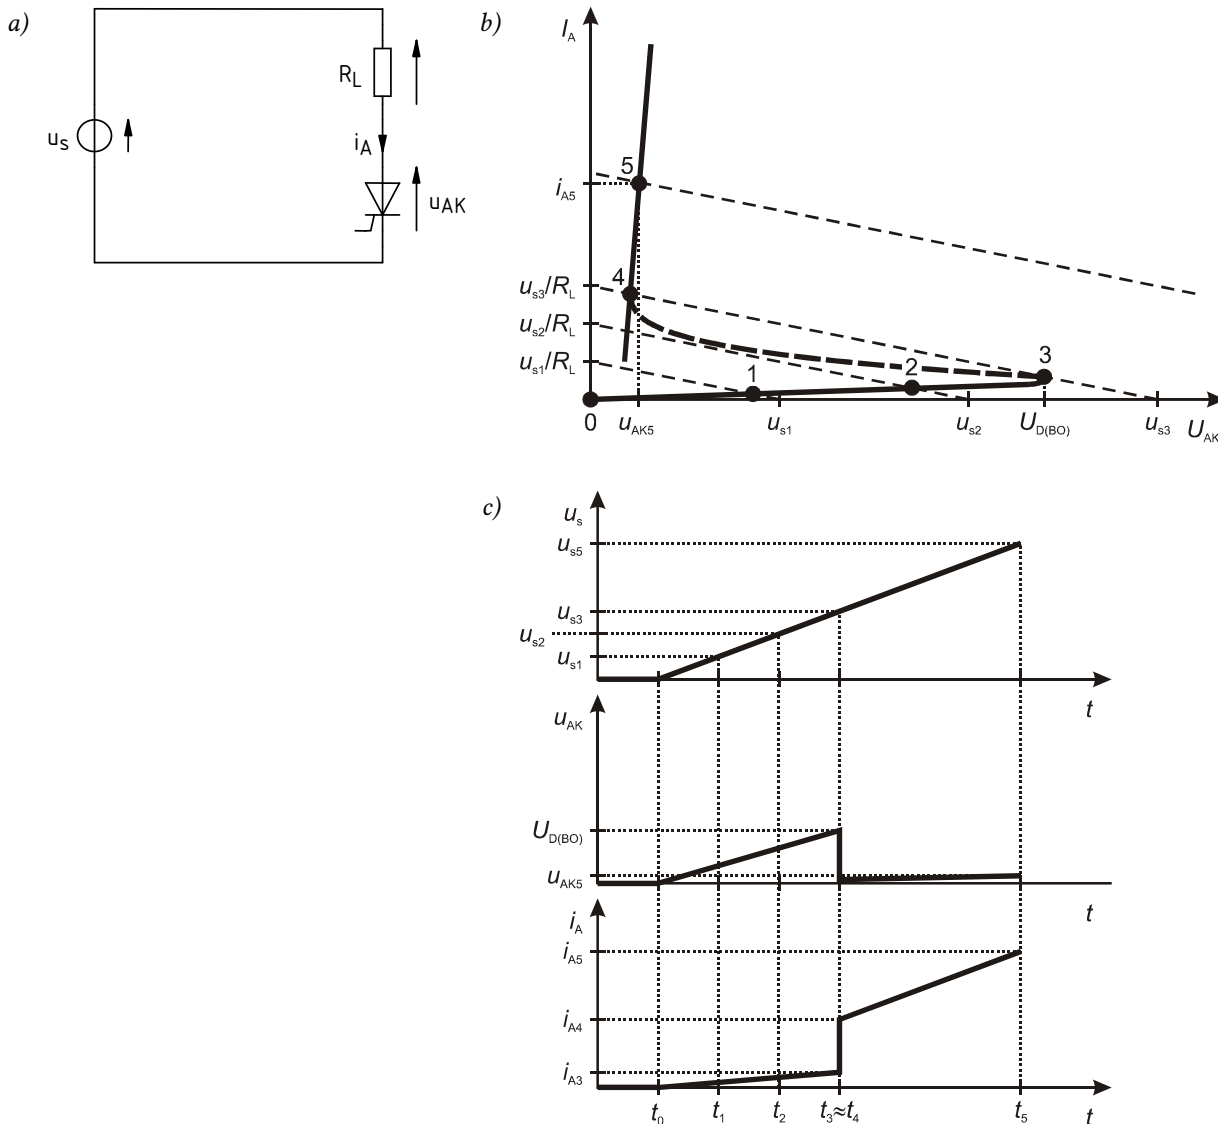 a)
u_S
R_L
i_A
u_AK
b)
I_A
5
i_A5
4
u_s3/R_L
u_s2/R_L
3
u_s1/R_L
1
2
0
u_AK5
u_s1
u_s2
U_D(BO)
u_s3
U_AK
c)
u_s
u_s5
u_s3
u_s2
u_s1
t
u_AK
U_D(BO)
u_AK5
t
i_A
i_A5
i_A4
i_A3
t_0
t_1
t_2
t_3≈t_4
t_5
t